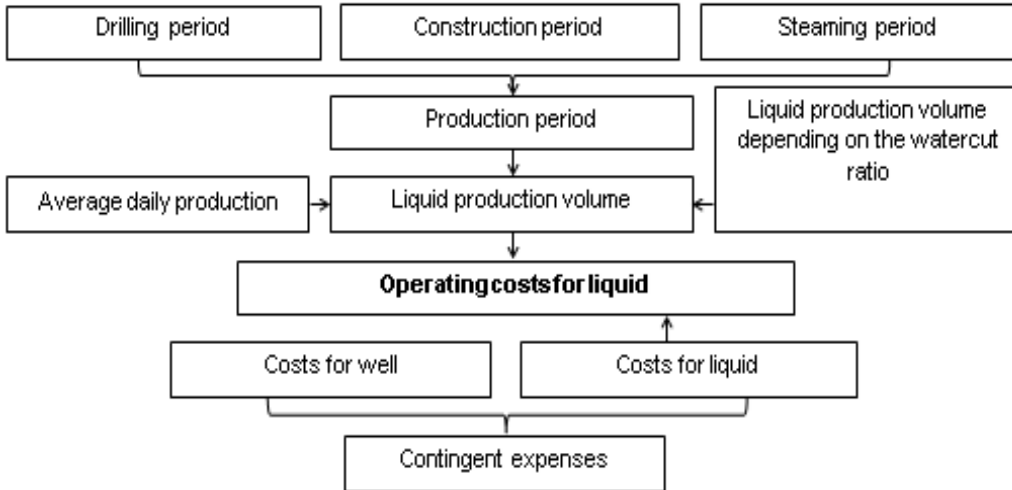 Drilling period
Construction period
Steaming period
Production period
Liquid production volume
depending on the watercut
ratio
Average daily production
Liquid production volume
Operating costs for liquid
Costs for well
Costs for liquid
Contingent expenses